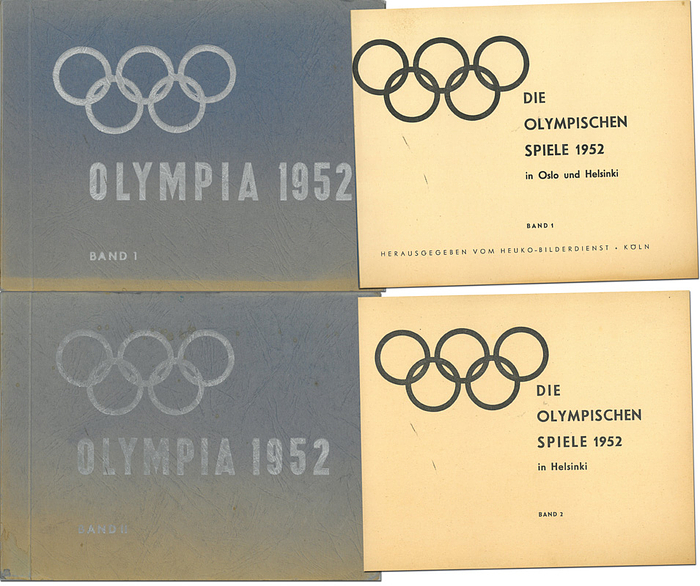 OLYMPIA 1952
BAND I
DIE
OLYMPISCHEN
SPIELE 1952
in Oslo und Helsinki
BAND 1
HERAUSGEGEBEN VOM HEUKO-BILDERDIENST • KÖLN
OLYMPIA 1952
BAND II
DIE
OLYMPISCHEN
SPIELE 1952
in Helsinki
BAND 2